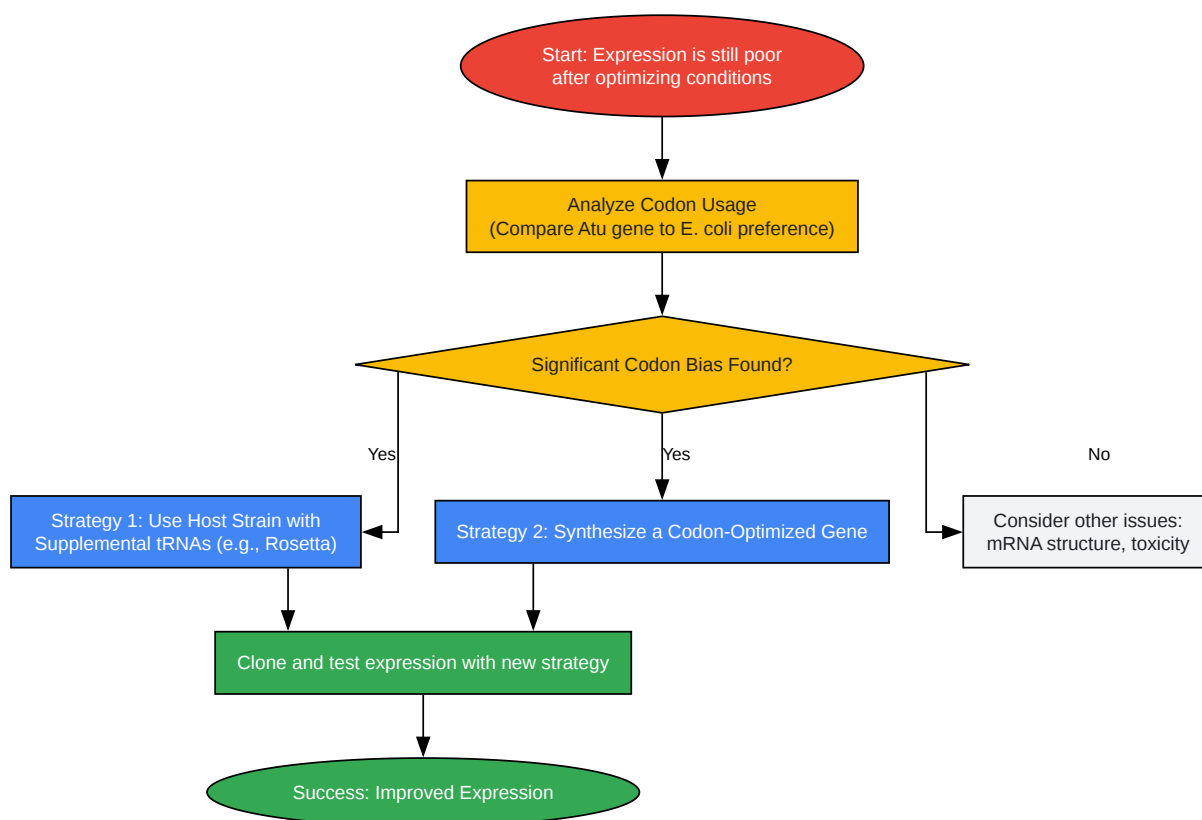 Start: Expression is still poor
after optimizing conditions
Analyze Codon Usage
(Compare Atu gene to E. coli preference)
Significant Codon Bias Found?
Yes
Yes
No
Strategy 1: Use Host Strain with
Supplemental tRNAs (e.g., Rosetta)
Strategy 2: Synthesize a Codon-Optimized Gene
Consider other issues:
mRNA structure, toxicity
Clone and test expression with new strategy
Success: Improved Expression